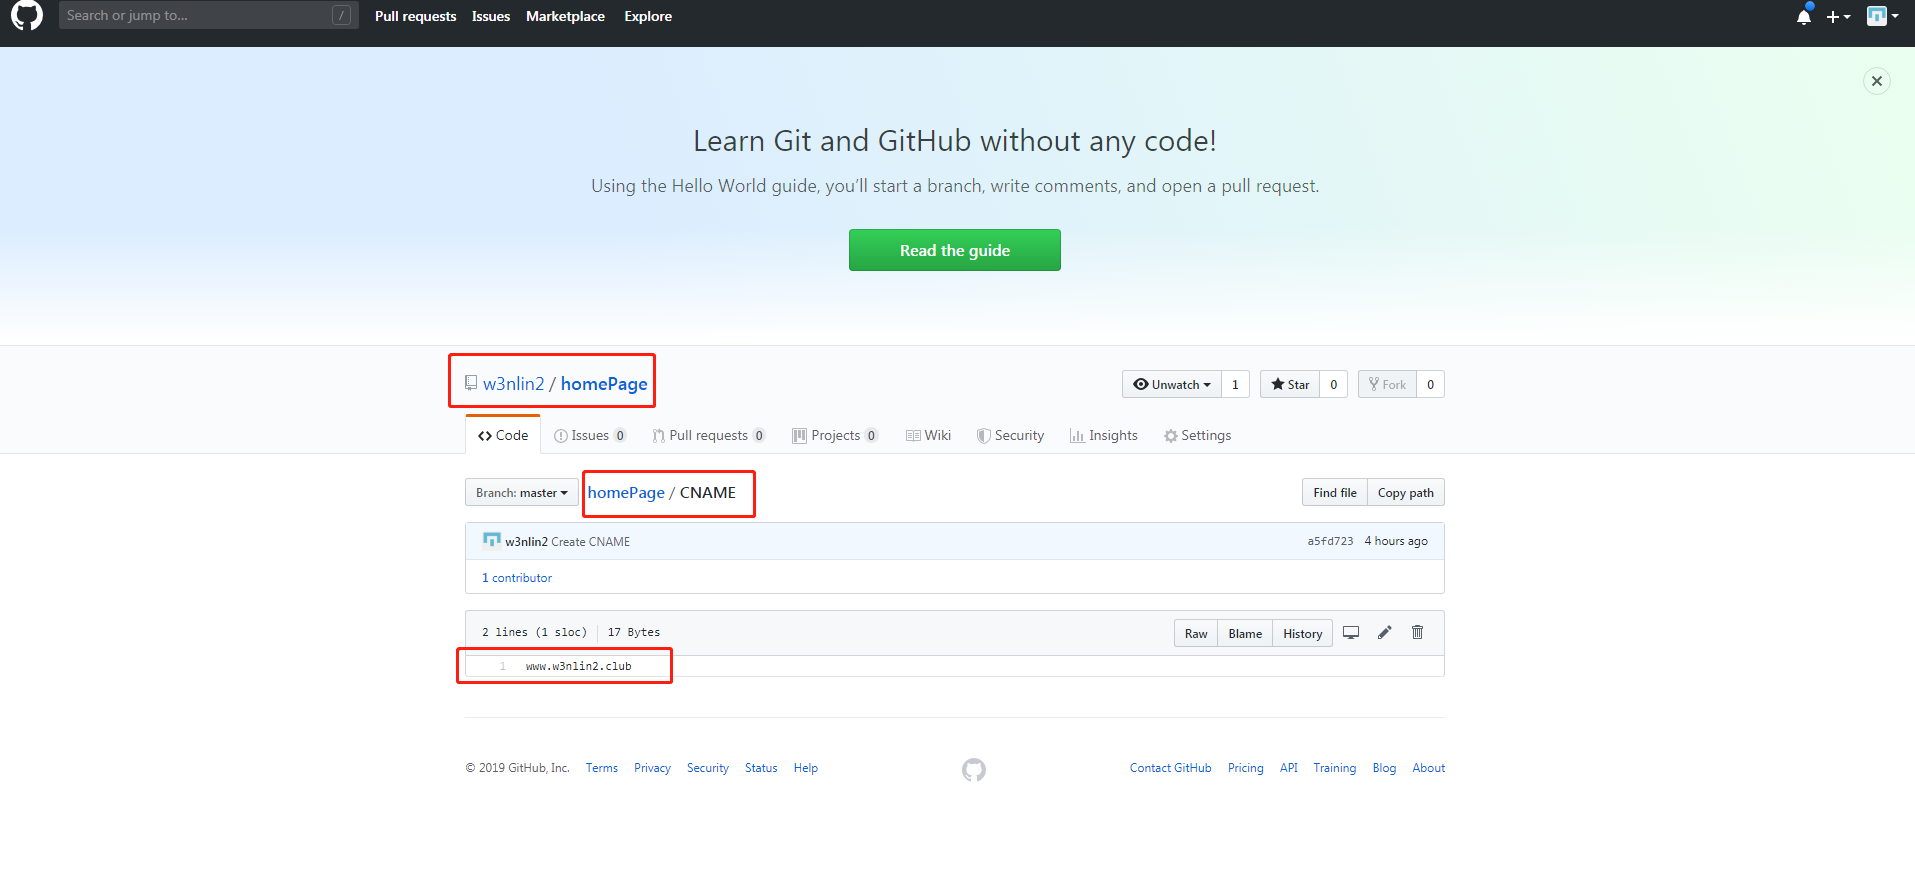 Search or jump to... / Pull requests Issues Marketplace Explore
Learn Git and GitHub without any code!
Using the Hello World guide, you’ll start a branch, write comments, and open a pull request.
Read the guide
w3nlin2 / homePage Unwatch 1 Star 0 Fork 0
Code Issues 0 Pull requests 0 Projects 0 Wiki Security Insights Settings
Branch: master homePage / CNAME Find file Copy path
w3nlin2 Create CNAME a5fd723 4 hours ago
1 contributor
2 lines (1 sloc) 17 Bytes Raw Blame History
1 www.w3nlin2.club
© 2019 GitHub, Inc. Terms Privacy Security Status Help Contact GitHub Pricing API Training Blog About